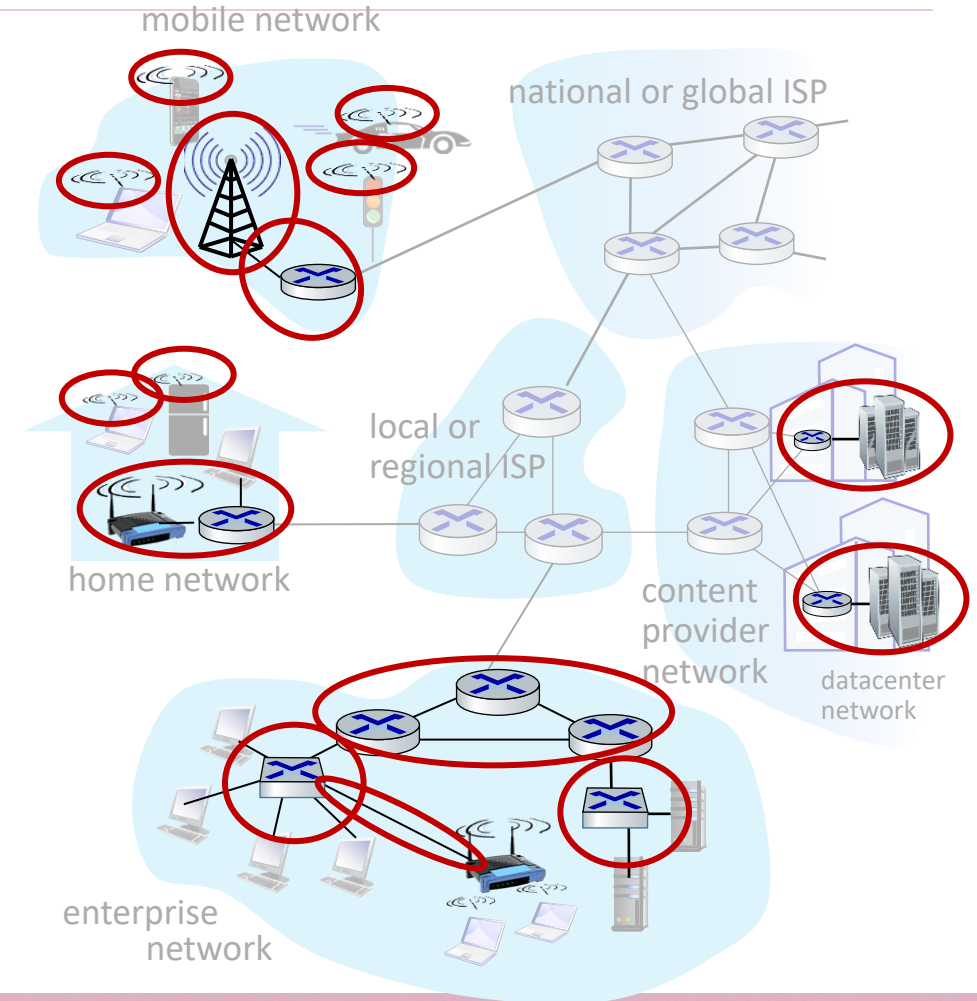 mobile network
national or global ISP
local or
regional ISP
home network
content
provider
network
datacenter
network
enterprise
network